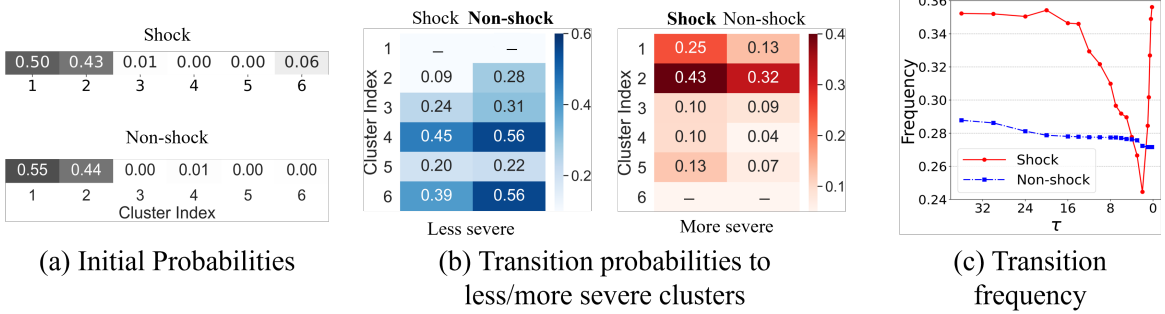 Shock
0.50 0.43 0.01 0.00 0.00 0.06
1 2 3 4 5 6
Non-shock
0.55 0.44 0.00 0.01 0.00 0.00
1 2 3 4 5 6
Cluster Index
(a) Initial Probabilities
Shock Non-shock
Cluster Index
1 – –
2 0.09 0.28
3 0.24 0.31
4 0.45 0.56
5 0.20 0.22
6 0.39 0.56
0.6
0.4
0.2
Less severe
Shock Non-shock
Cluster Index
1 0.25 0.13
2 0.43 0.32
3 0.10 0.09
4 0.10 0.04
5 0.13 0.07
6 – –
0.4
0.3
0.2
0.1
More severe
(b) Transition probabilities to
less/more severe clusters
Frequency
0.36
0.32
0.30
0.28
0.26
0.24
Shock
Non-shock
32 24 16 8 0
τ
(c) Transition
frequency